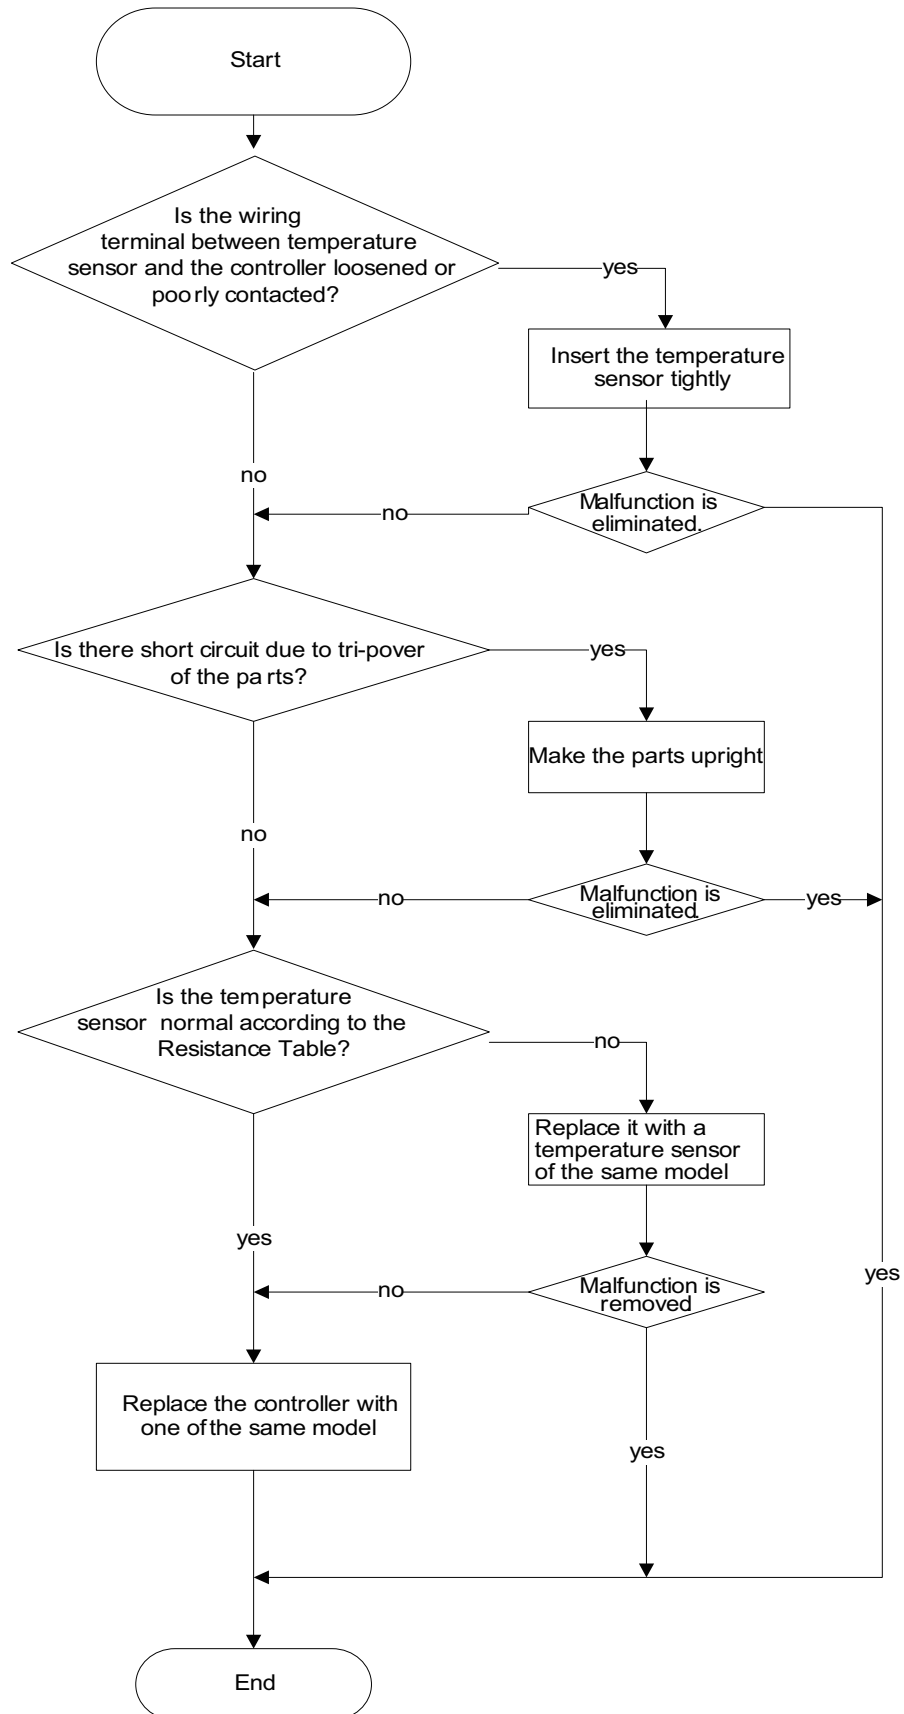 Start
Is the wiring
terminal between temperature
sensor and the controller loosened or
poorly contacted?
yes
Insert the temperature
sensor tightly
no
Malfunction is
eliminated.
no
Is there short circuit due to tri-pover
of the parts?
yes
Make the parts upright
no
Malfunction is
eliminated.
no
yes
Is the temperature
sensor normal according to the
Resistance Table?
no
Replace it with a
temperature sensor
of the same model
yes
Malfunction is
removed
no
yes
Replace the controller with
one of the same model
yes
End